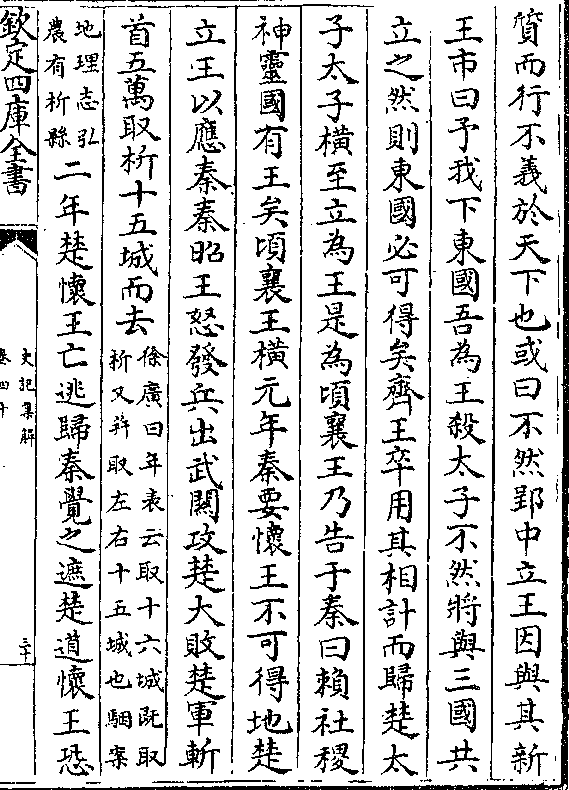 質而行不義於天下也或曰不然郢中立王因與其新
王市曰予我下東國吾為王殺太子不然將與三國共
立之然則東國必可得矣齊王卒用其相計而歸楚太
子太子橫至立為王是為頃襄王乃告于秦曰賴社稷
神靈國有王矣頃襄王橫元年秦要懷王不可得地楚
立王以應秦秦昭王怒發兵出武關攻楚大敗楚軍斬
首五萬取析十五城而去徐廣曰年表云取十六城既取
析又并取左右十五城也駰案
地理志弘
農有析縣二年楚懷王亡逃歸秦覺之遮楚道懷王恐
欽定四庫全書
史記集解
卷四十
三十